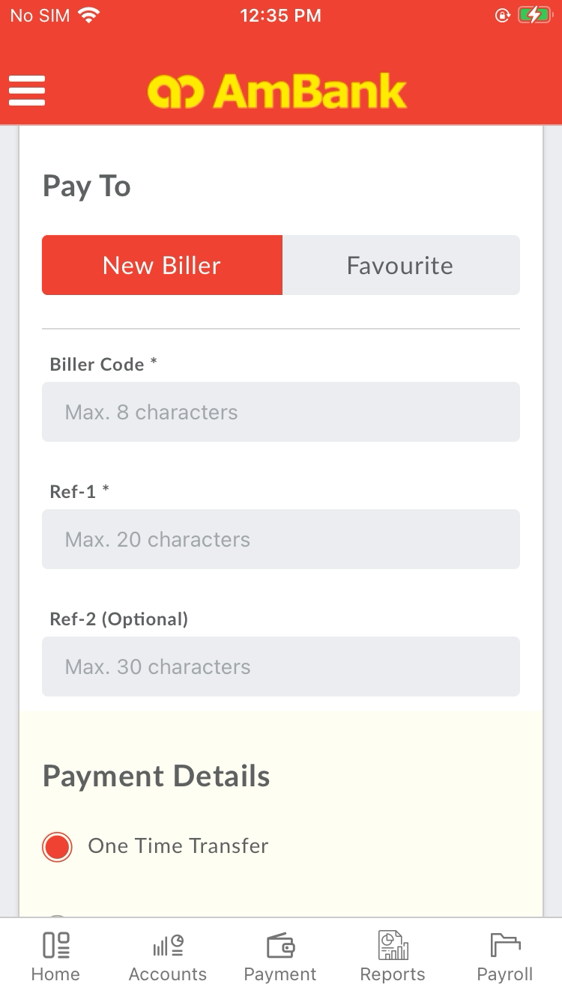 No SIM 12:35 PM
AmBank
Pay To
New Biller Favourite
Biller Code *
Max. 8 characters
Ref-1 *
Max. 20 characters
Ref-2 (Optional)
Max. 30 characters
Payment Details
One Time Transfer
Home Accounts Payment Reports Payroll